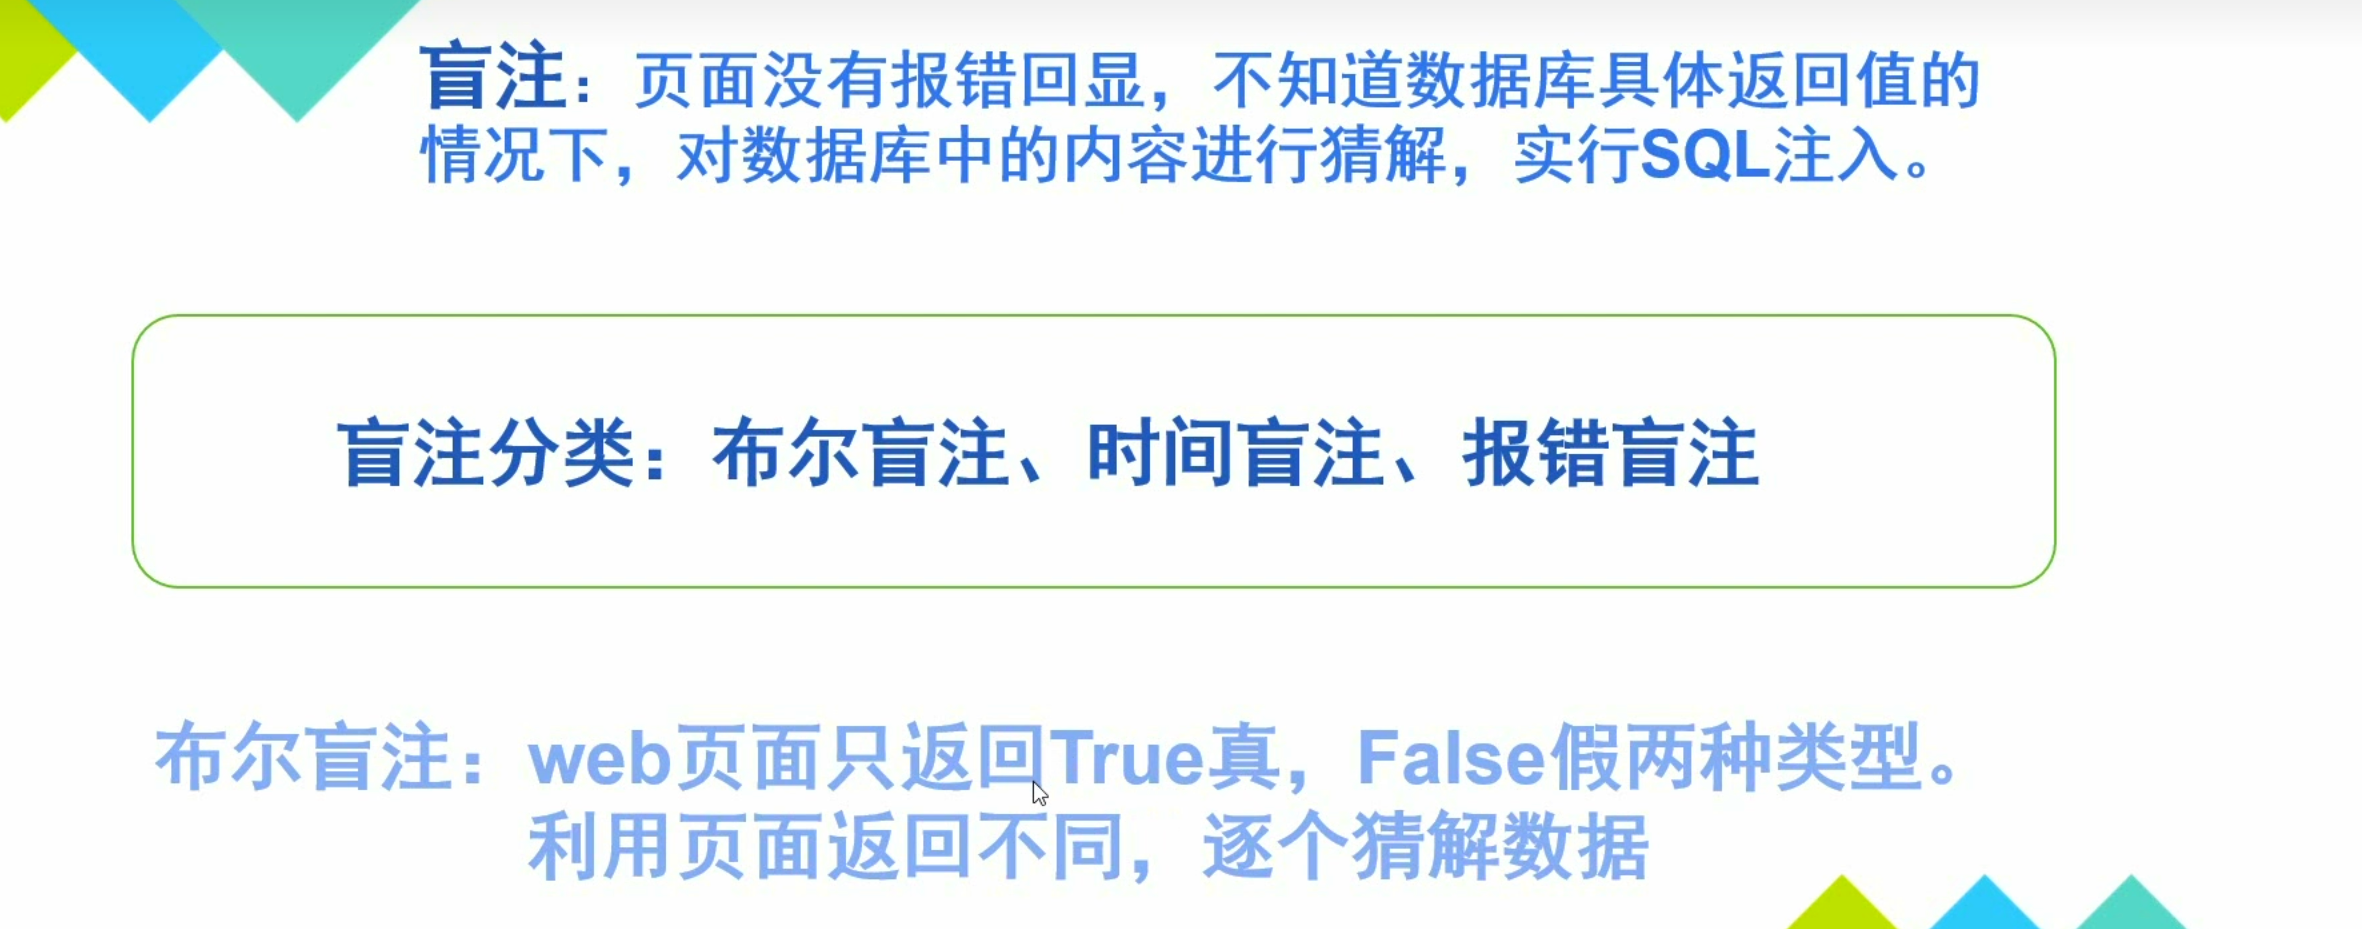 盲注：页面没有报错回显，不知道数据库具体返回值的
情况下，对数据库中的内容进行猜解，实行SQL注入。
盲注分类：布尔盲注、时间盲注、报错盲注
布尔盲注：web页面只返回True真，False假两种类型。
利用页面返回不同，逐个猜解数据